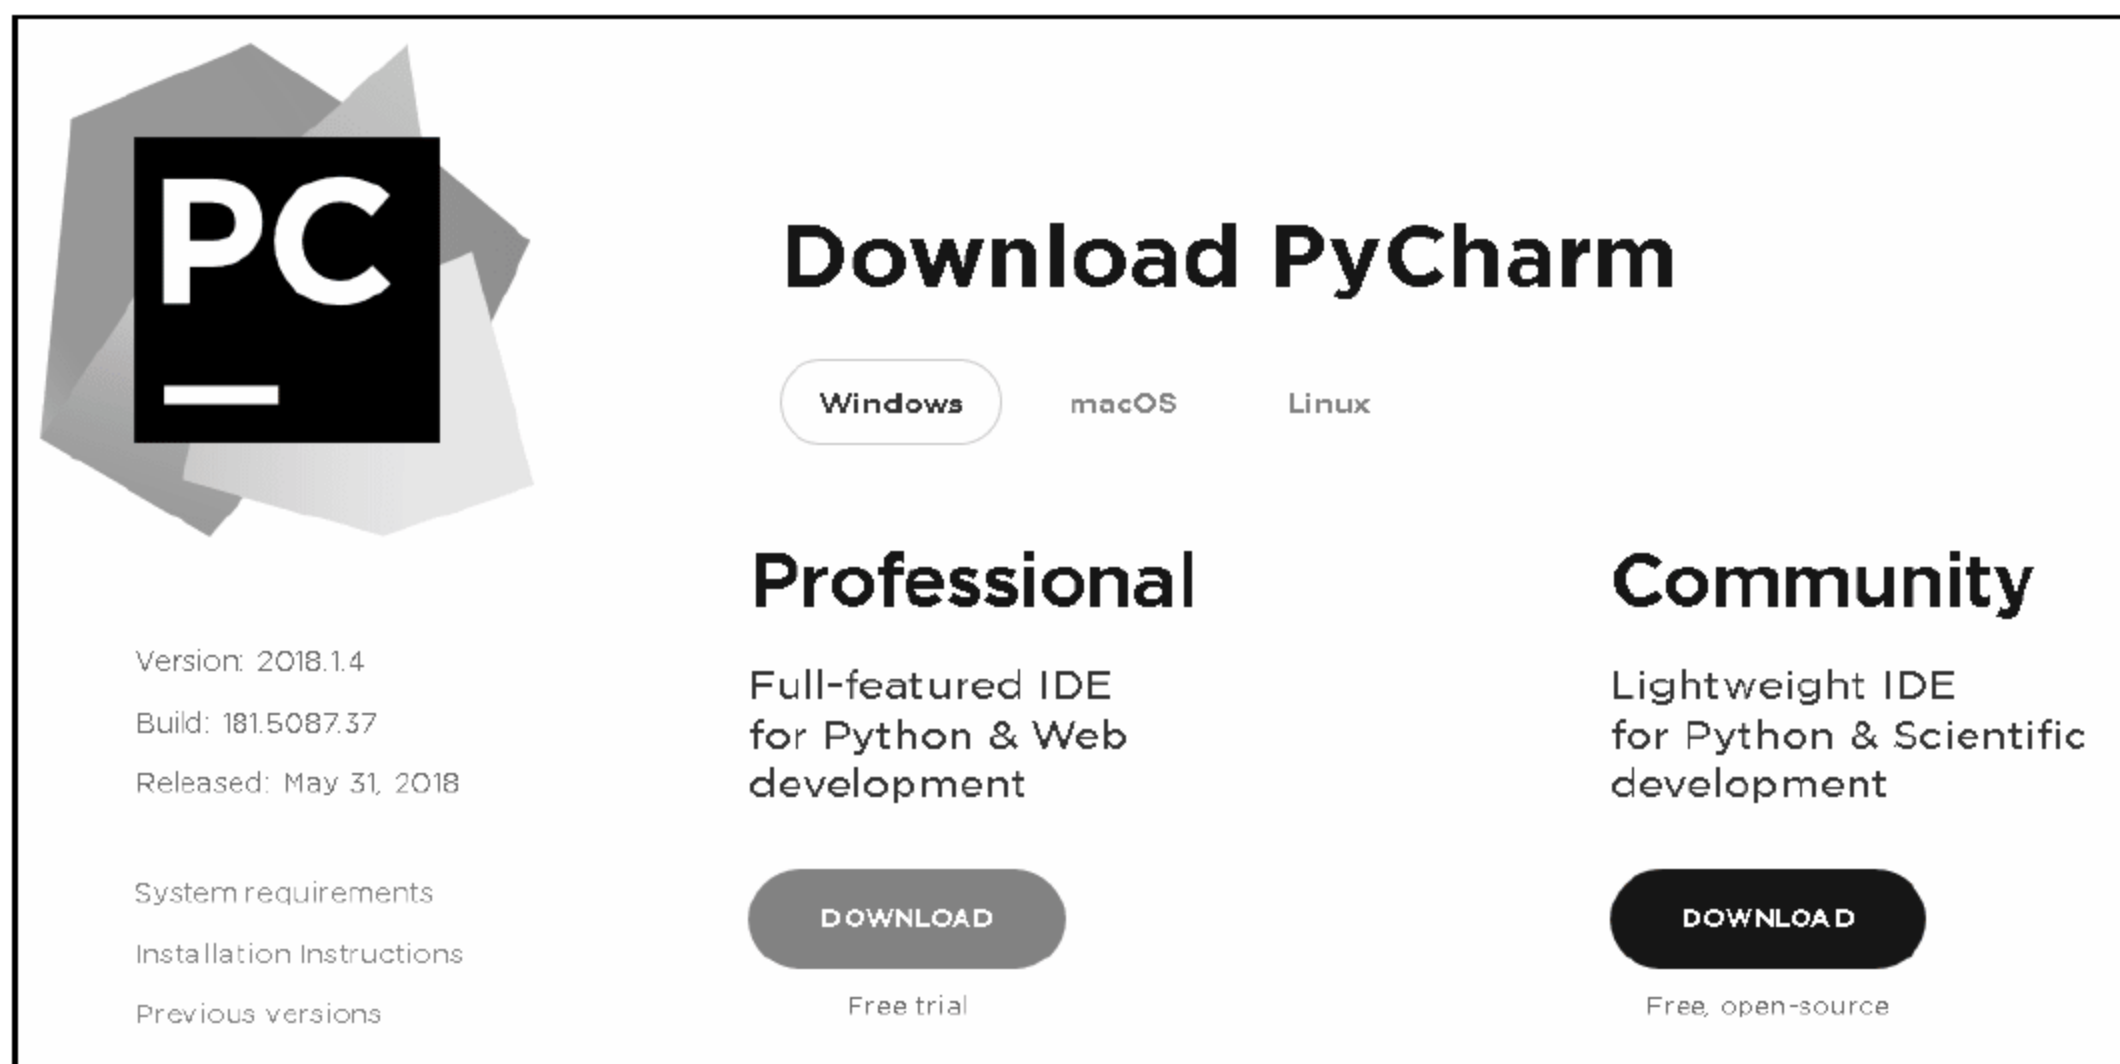 PC
Download PyCharm
Windows macOS Linux
Version: 2018.1.4
Build: 181.5087.37
Released: May 31, 2018
System requirements
Installation Instructions
Previous versions
Professional
Full-featured IDE
for Python & Web
development
DOWNLOAD
Free trial
Community
Lightweight IDE
for Python & Scientific
development
DOWNLOAD
Free, open-source